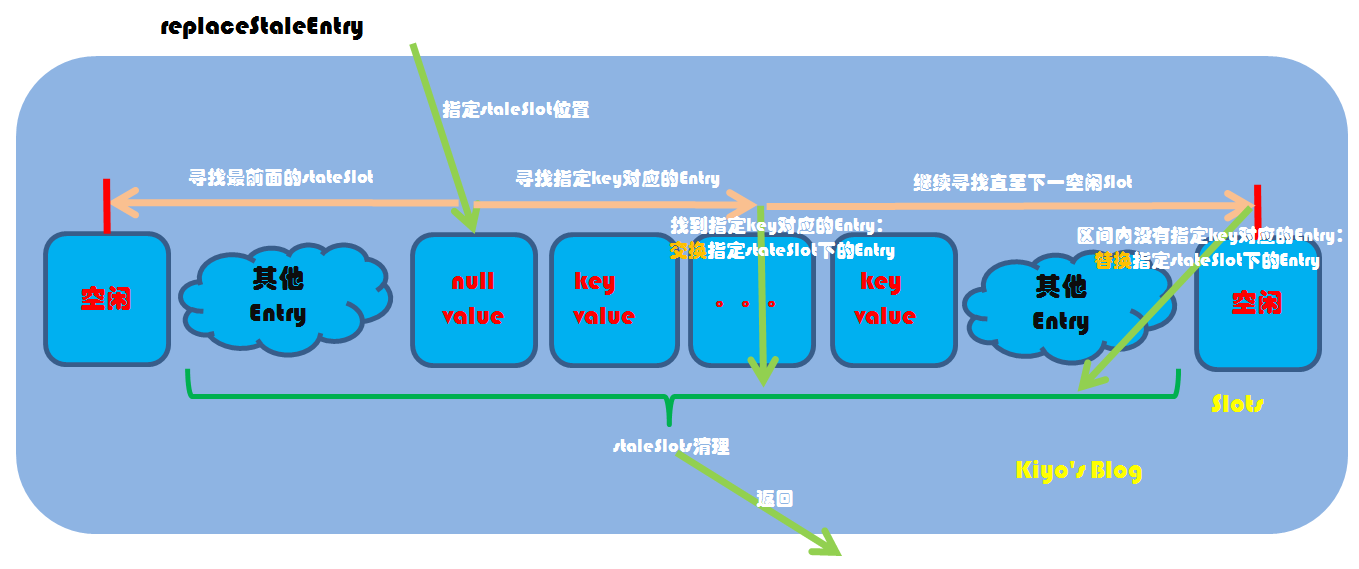 replaceStaleEntry
指定staleSlot位置
寻找最前面的stateSlot
寻找指定key对应的Entry
继续寻找直至下一空闲Slot
找到指定key对应的Entry：
交换指定stateSlot下的Entry
区间内没有指定key对应的Entry：
替换指定stateSlot下的Entry
空闲
其他
Entry
null
value
key
value
。。。
key
value
其他
Entry
空闲
Slots
staleSlots清理
Kiyo's Blog
返回